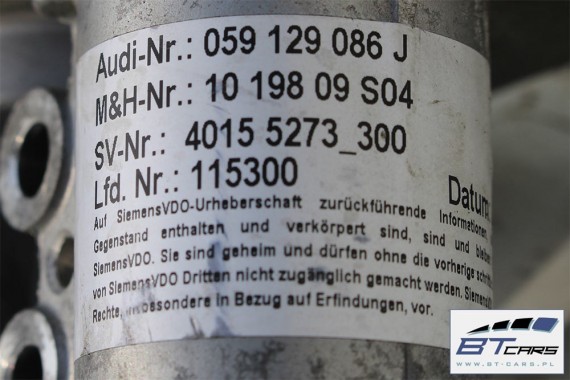 Audi-Nr.: 059 129 086 J
M&H-Nr.: 10 198 09 S04
SV-Nr.: 4015 5273_300
Lfd. Nr.: 115300
Datum
Auf SiemensVDO-Urheberschaft zurückführende Informationen
Gegenstand enthalten und verkörpert sind, sind und bleiben
SiemensVDO. Sie sind geheim und dürfen ohne die vorherige
von SiemensVDO Dritten nicht zugänglich gemacht werden.
Rechte, insbesondere in Bezug auf Erfindungen, vor.
BT CARS
WWW.BT-CARS.PL